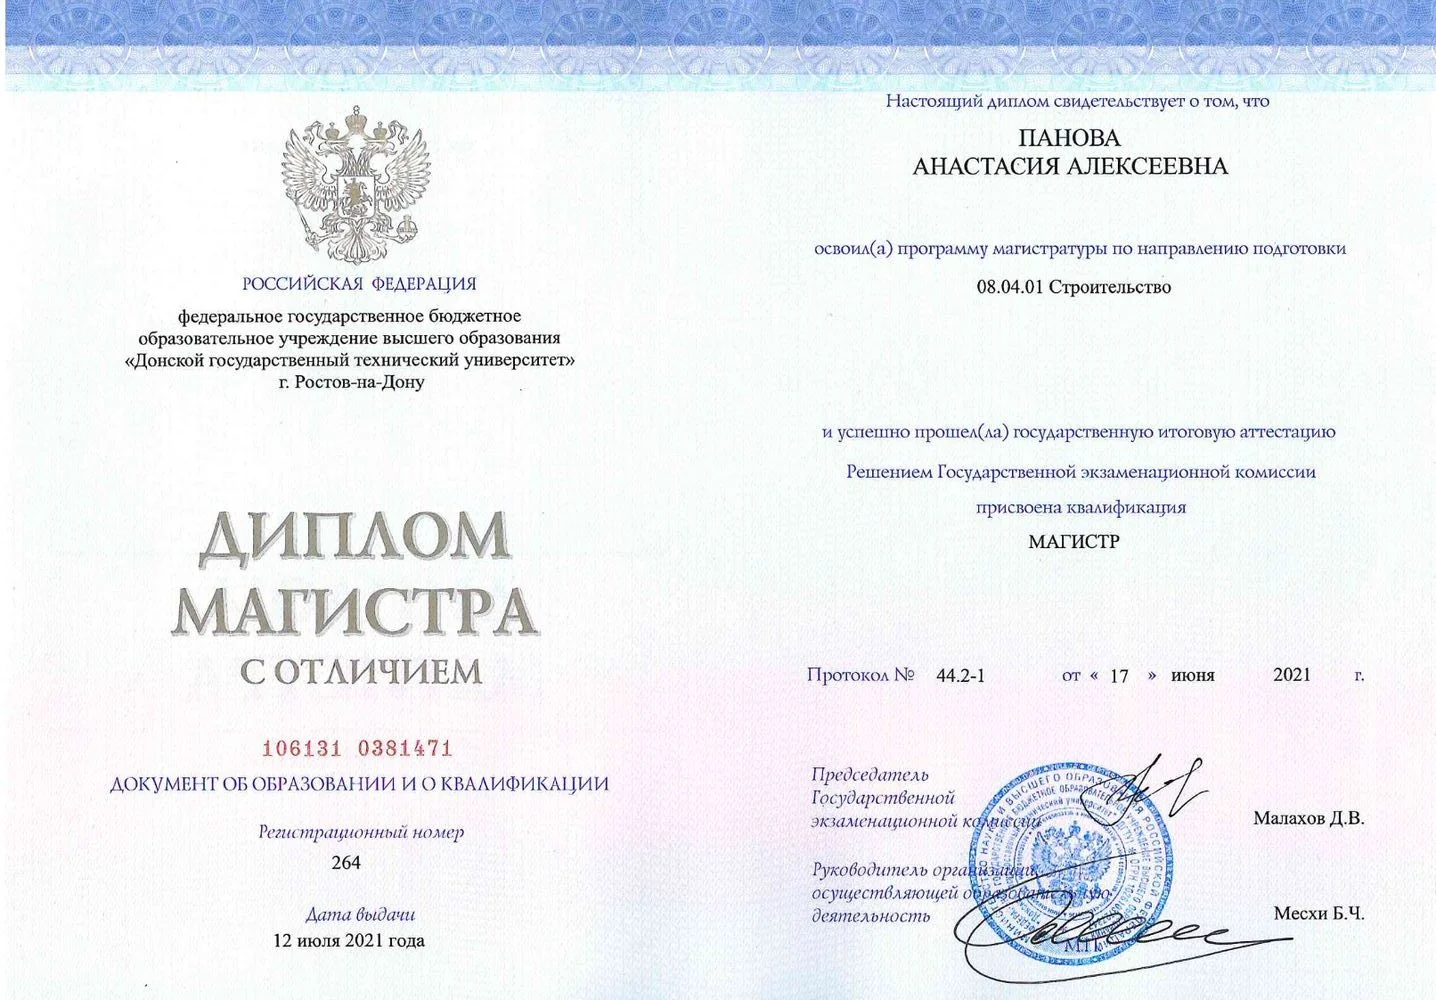 РОССИЙСКАЯ ФЕДЕРАЦИЯ
федеральное государственное бюджетное
образовательное учреждение высшего образования
«Донской государственный технический университет»
г. Ростов-на-Дону
ДИПЛОМ
МАГИСТРА
С ОТЛИЧИЕМ
106131 0381471
ДОКУМЕНТ ОБ ОБРАЗОВАНИИ И О КВАЛИФИКАЦИИ
Регистрационный номер
264
Дата выдачи
12 июля 2021 года
Настоящий диплом свидетельствует о том, что
ПАНОВА
АНАСТАСИЯ АЛЕКСЕЕВНА
освоил(а) программу магистратуры по направлению подготовки
08.04.01 Строительство
и успешно прошел(ла) государственную итоговую аттестацию
Решением Государственной экзаменационной комиссии
присвоена квалификация
МАГИСТР
Протокол № 44.2-1 от « 17 » июня 2021 г.
Председатель
Государственной
экзаменационной комиссии
Малахов Д.В.
Руководитель организации,
осуществляющей образовательную
деятельность
Месхи Б.Ч.
М.П.